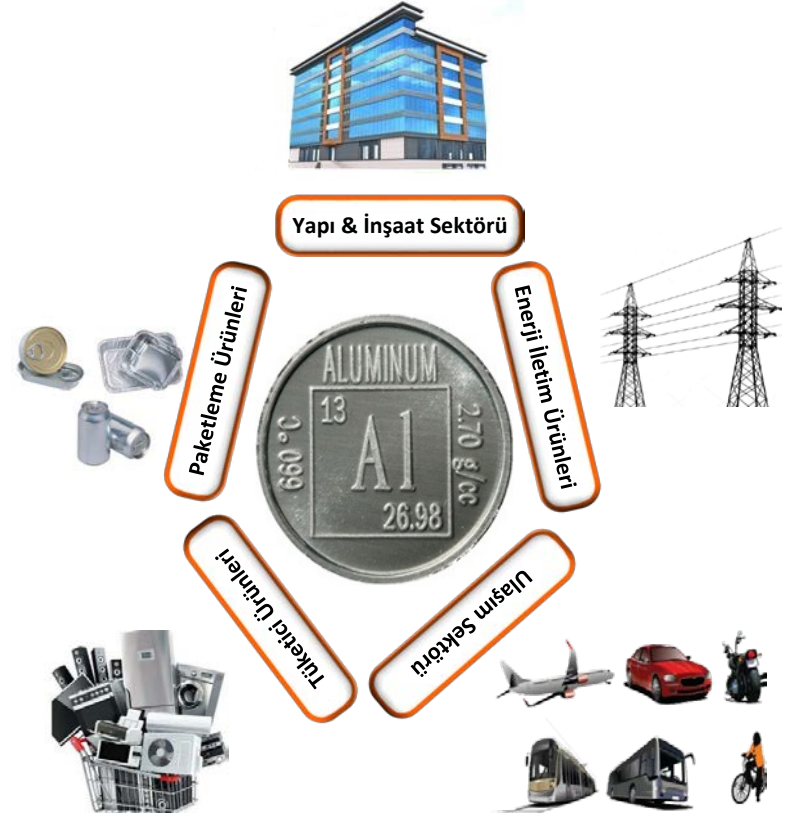 Yapı & İnşaat Sektörü
Enerji İletim Ürünleri
Ulaşım Sektörü
Tüketici Ürünleri
Paketleme Ürünleri
ALUMINUM
13
Al
26.98
2.70 g/cc
660 °C